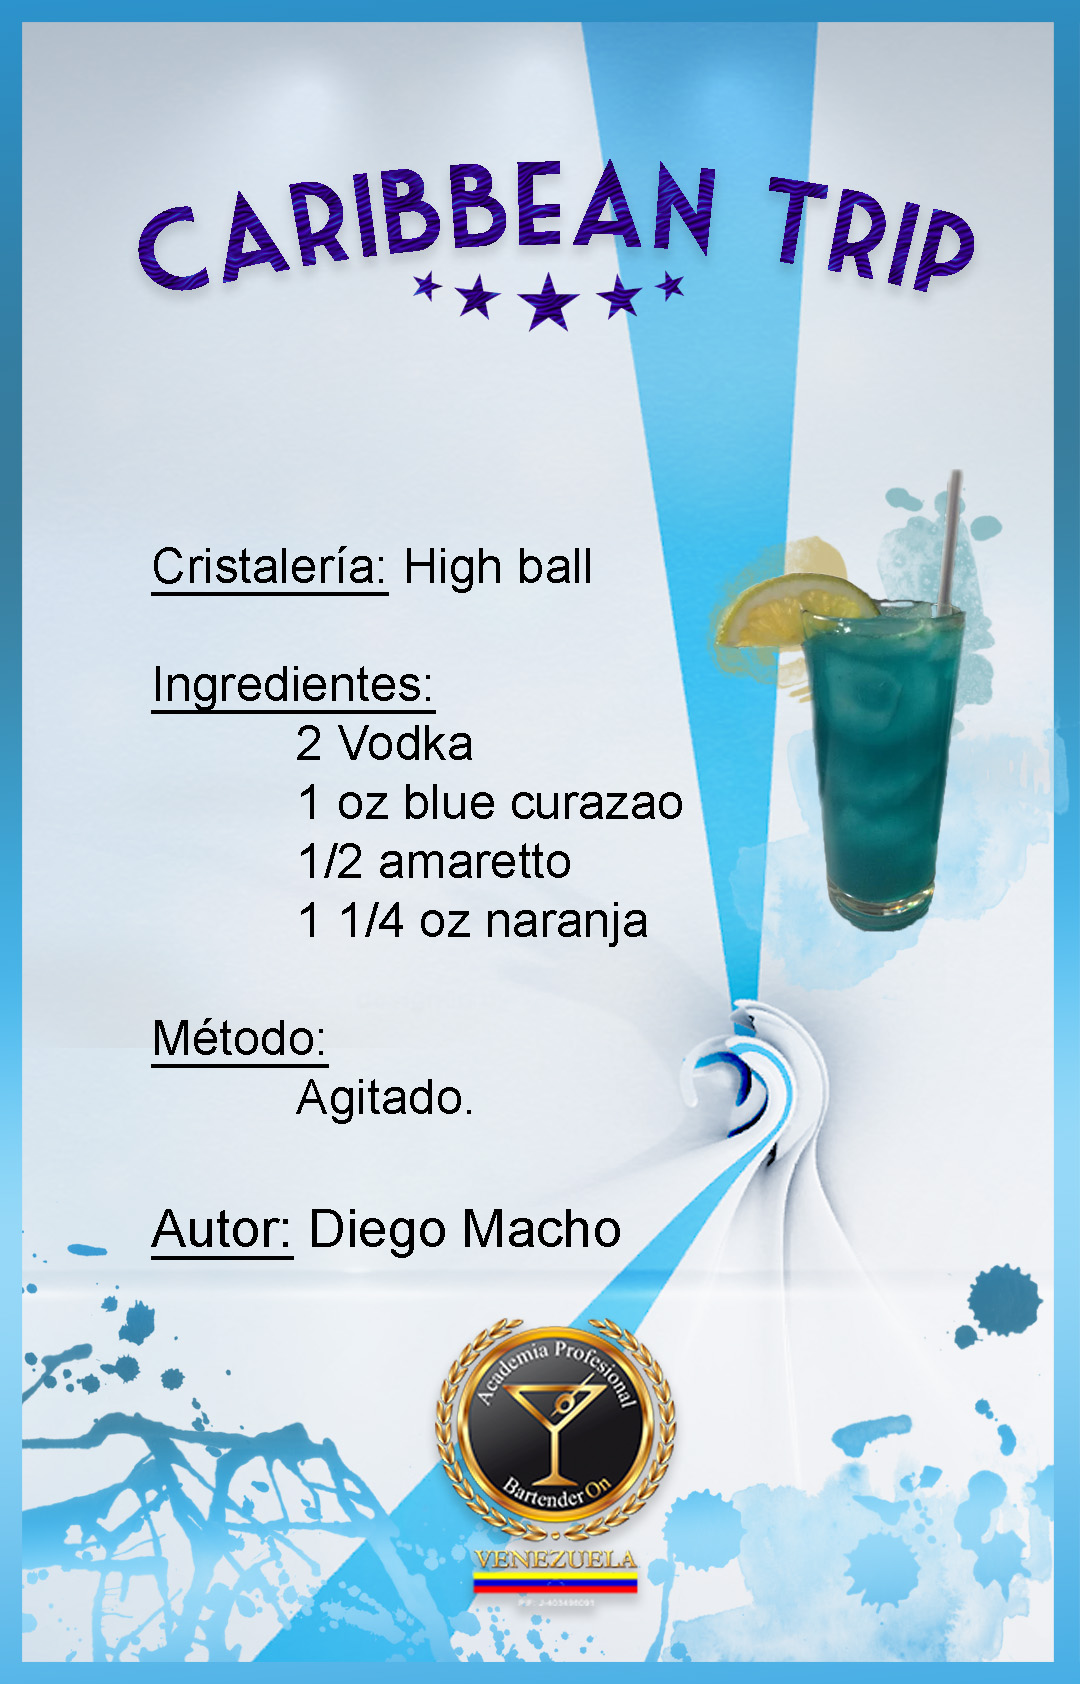 CARIBBEAN TRIP
Cristalería: High ball
Ingredientes:
2 Vodka
1 oz blue curazao
1/2 amaretto
1 1/4 oz naranja
Método:
Agitado.
Autor: Diego Macho
Academia Profesional
Bartender On
VENEZUELA